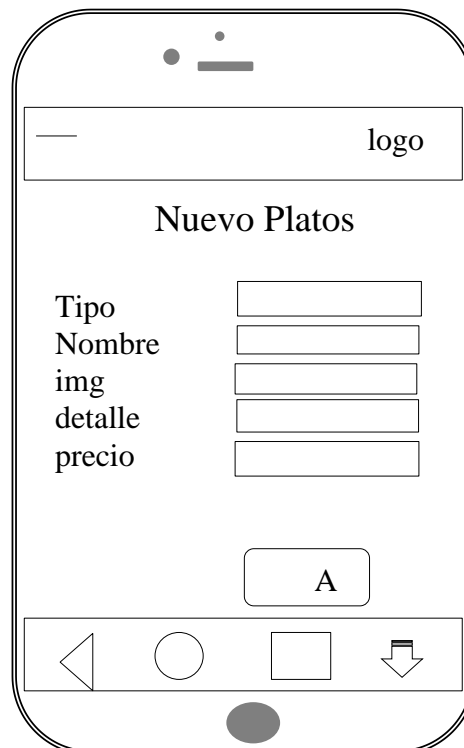 logo
Nuevo Platos
Tipo
Nombre
img
detalle
precio
A